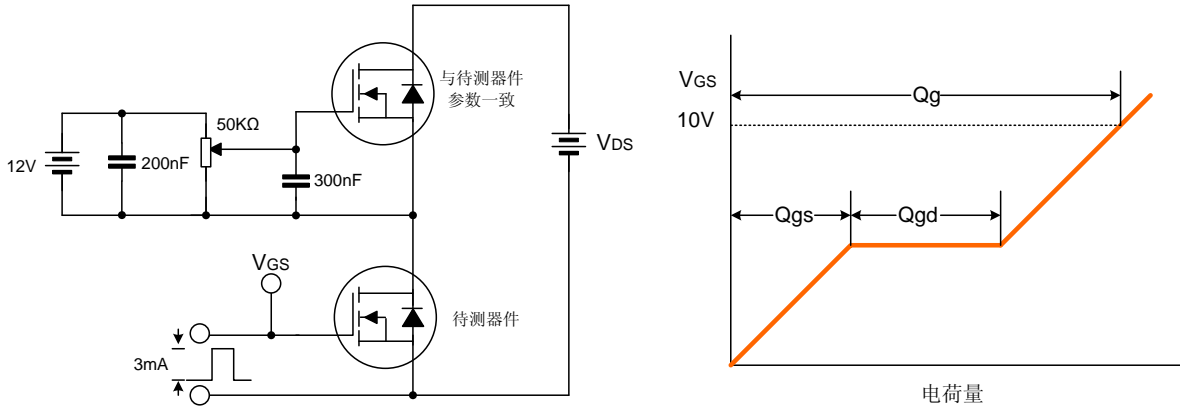 与待测器件
参数一致
50KΩ
12V
200nF
300nF
VDS
VGS
待测器件
3mA
VGS
10V
Qg
Qgs
Qgd
电荷量